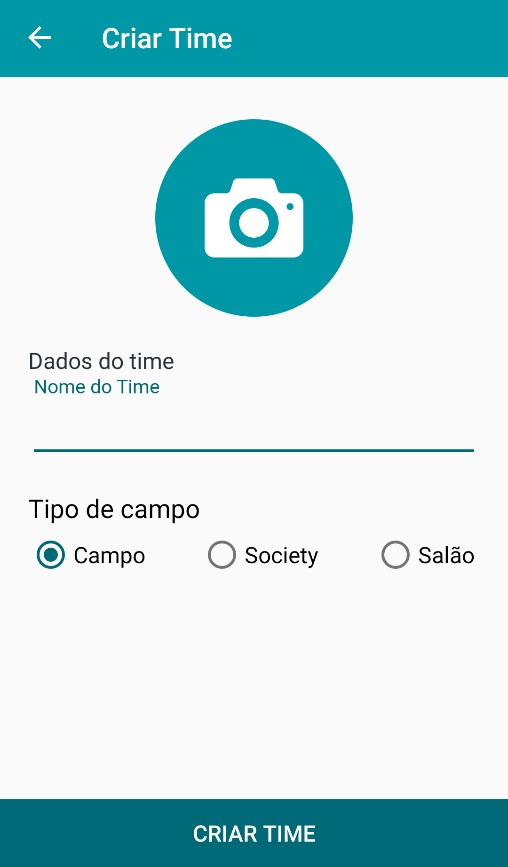 Criar Time
Dados do time
Nome do Time
Tipo de campo
Campo Society Salão
CRIAR TIME